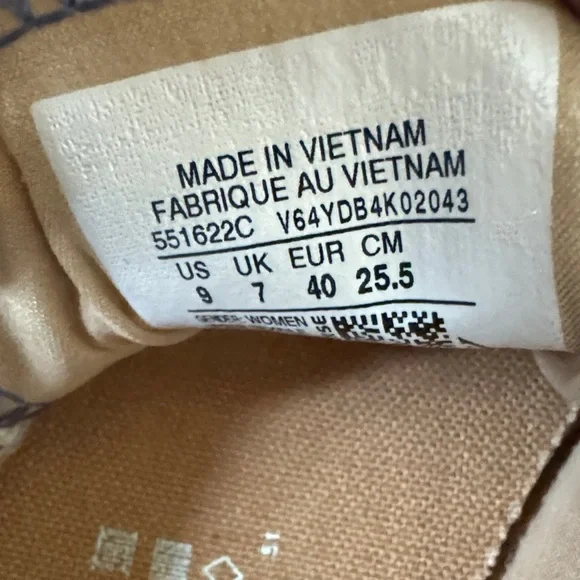 MADE IN VIETNAM
FABRIQUE AU VIETNAM
551622C V64YDB4K02043
US UK EUR CM
9 7 40 25.5
GENDER: WOMEN
15